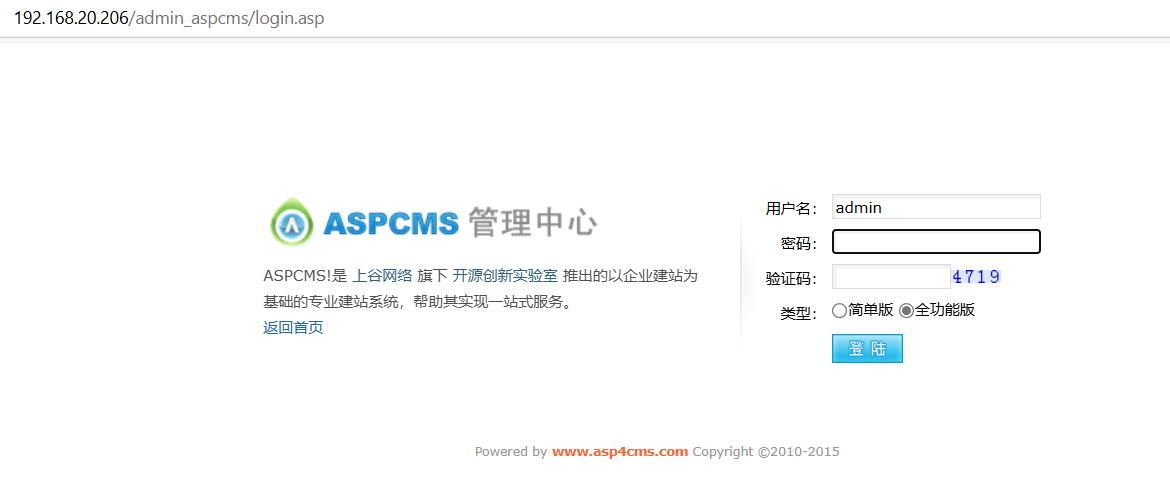 192.168.20.206/admin_aspcms/login.asp
ASPCMS 管理中心
ASPCMS!是 上谷网络 旗下 开源创新实验室 推出的以企业建站为
基础的专业建站系统，帮助其实现一站式服务。
返回首页
用户名： admin
密码：
验证码： 4719
类型： 简单版 全功能版
登 陆
Powered by www.asp4cms.com Copyright ©2010-2015